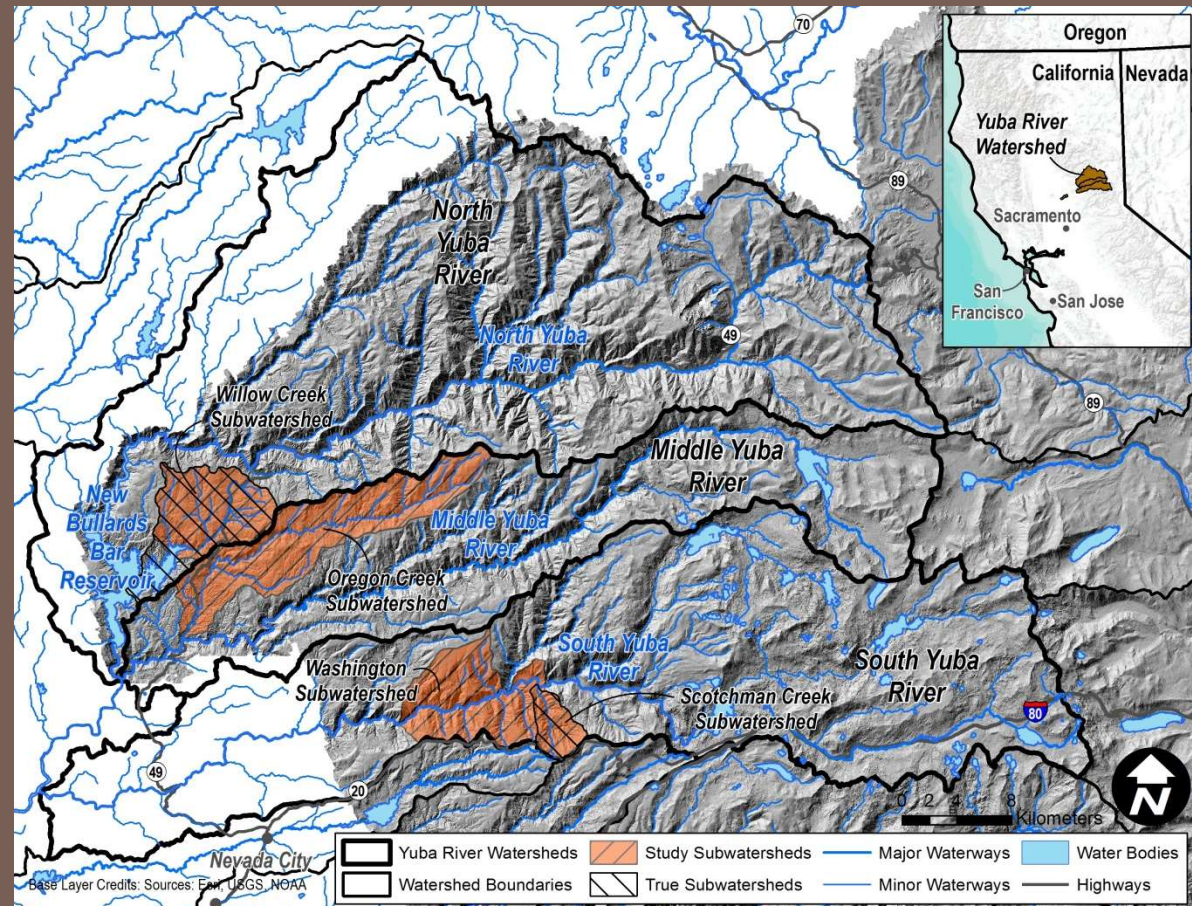 70
Oregon
California
Nevada
Yuba River
Watershed
Sacramento
San
Francisco
San Jose
89
North
Yuba
River
North Yuba
River
49
89
Willow Creek
Subwatershed
Middle Yuba
River
New
Bullards
Bar
Reservoir
Middle Yuba
River
Oregon Creek
Subwatershed
South Yuba
River
Washington
Subwatershed
South Yuba
River
Scotchman Creek
Subwatershed
80
49
20
N
0 2 4 8
Kilometers
Nevada City
Yuba River Watersheds
Study Subwatersheds
Major Waterways
Water Bodies
Watershed Boundaries
True Subwatersheds
Minor Waterways
Highways
Base Layer Credits: Sources: Esri, USGS, NOAA